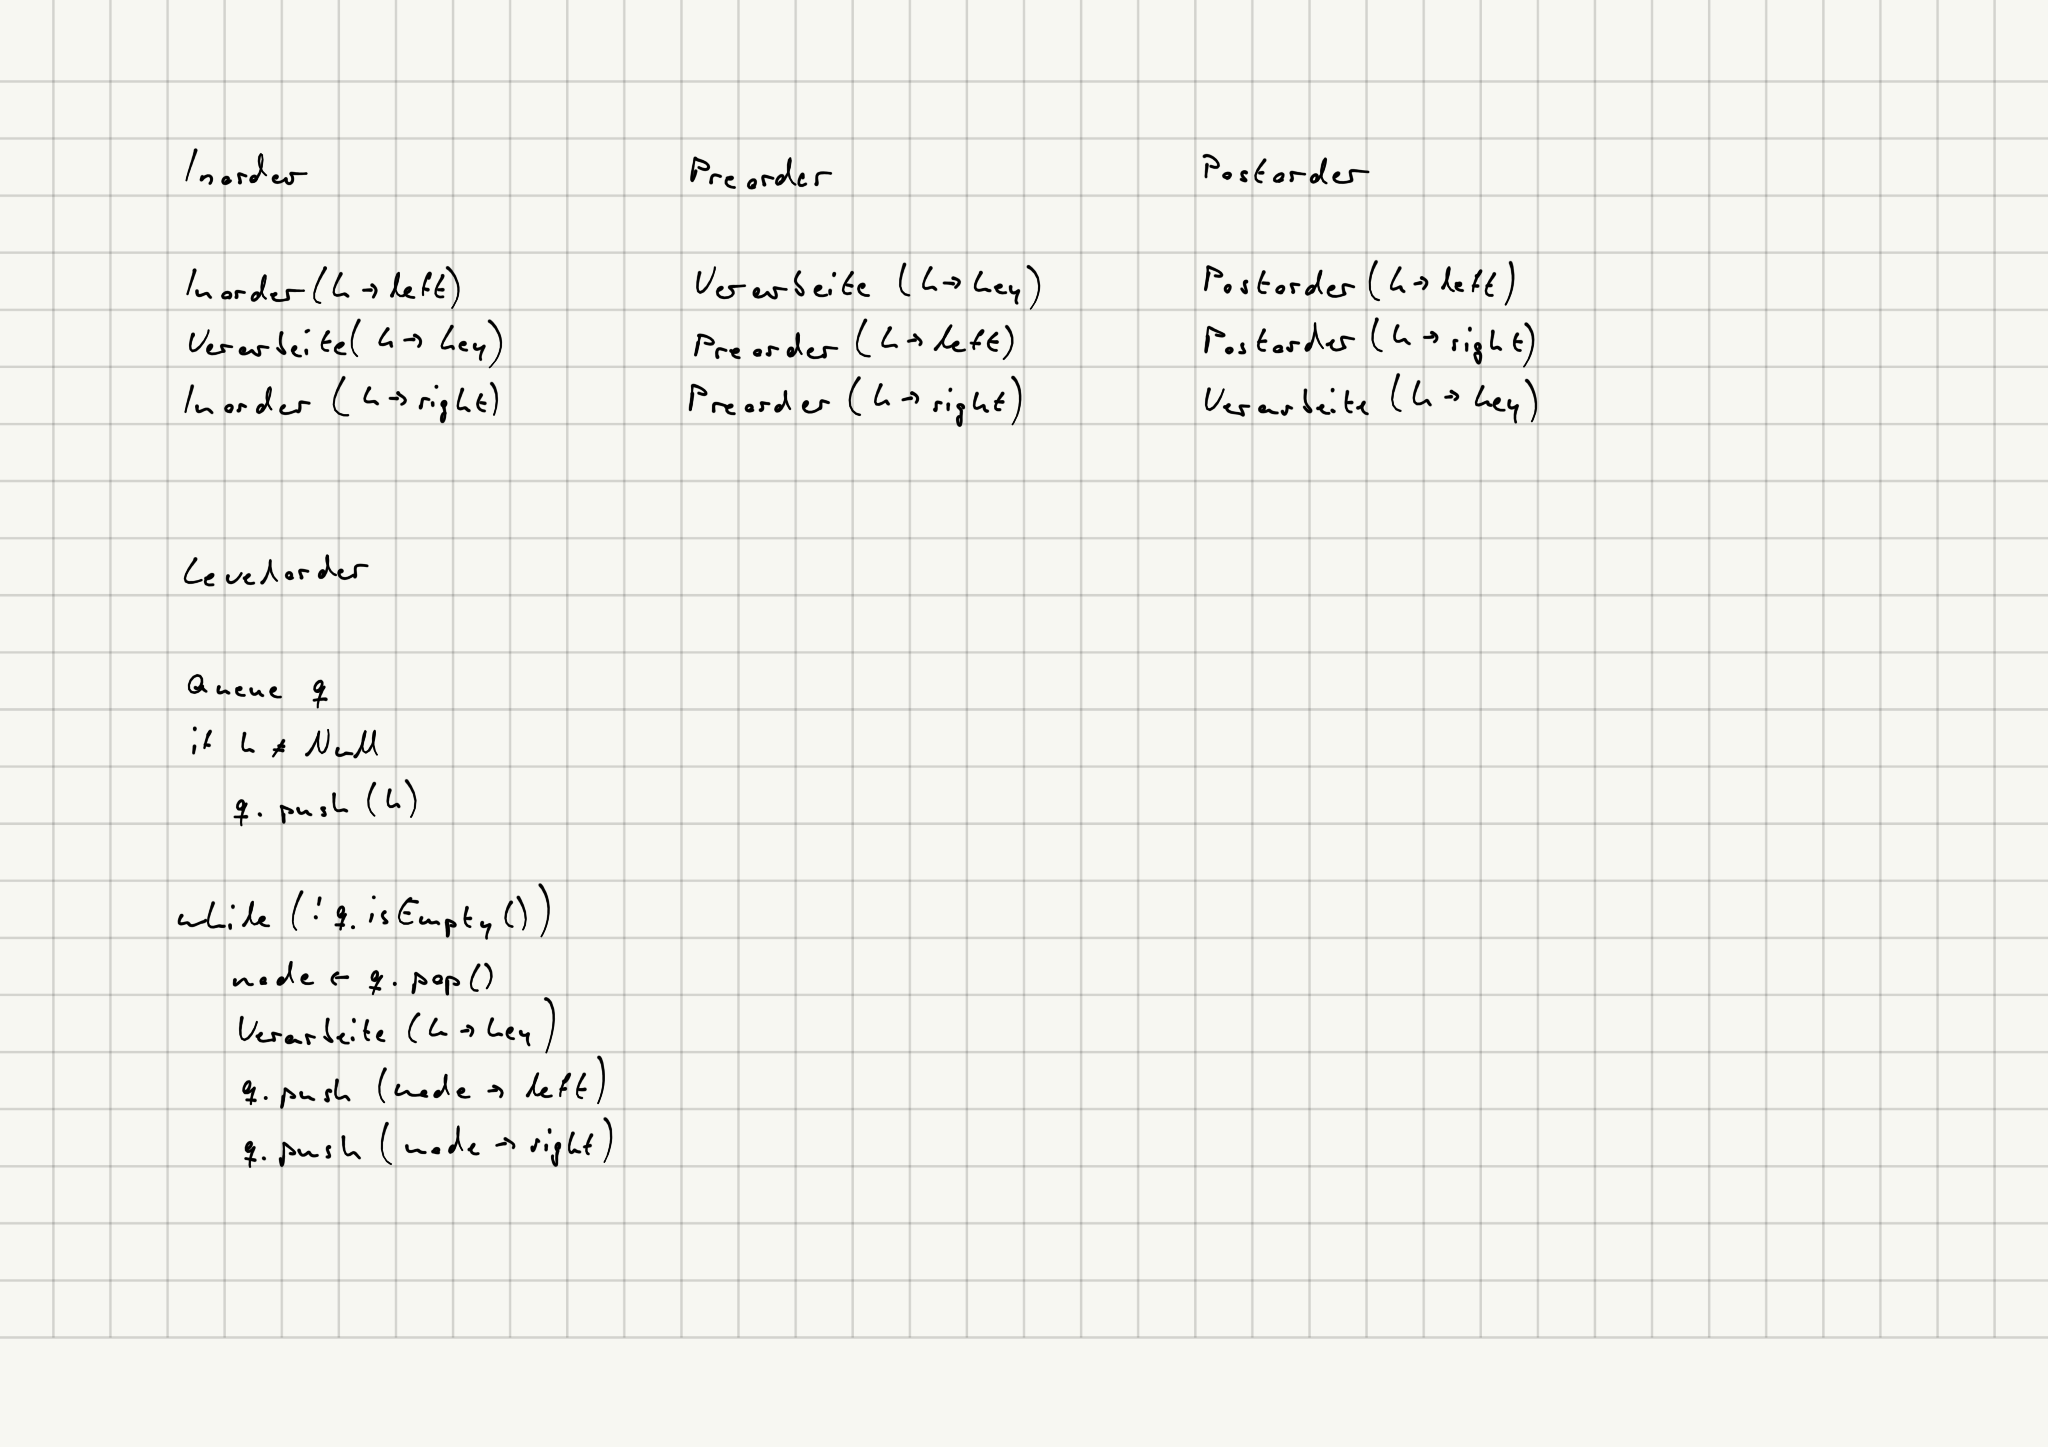 Inorder
Inorder(h → left)
Verarbeite(h → key)
Inorder (h → right)
Preorder
Verarbeite (h → key)
Preorder (h → left)
Preorder (h → right)
Postorder
Postorder (h → left)
Postorder (h → right)
Verarbeite (h → key)
Levelorder
Queue q
if h ≠ Null
q. push (h)
while (! q. isEmpty ())
node ← q. pop()
Verarbeite (h → key)
q. push (node → left)
q. push (node → right)